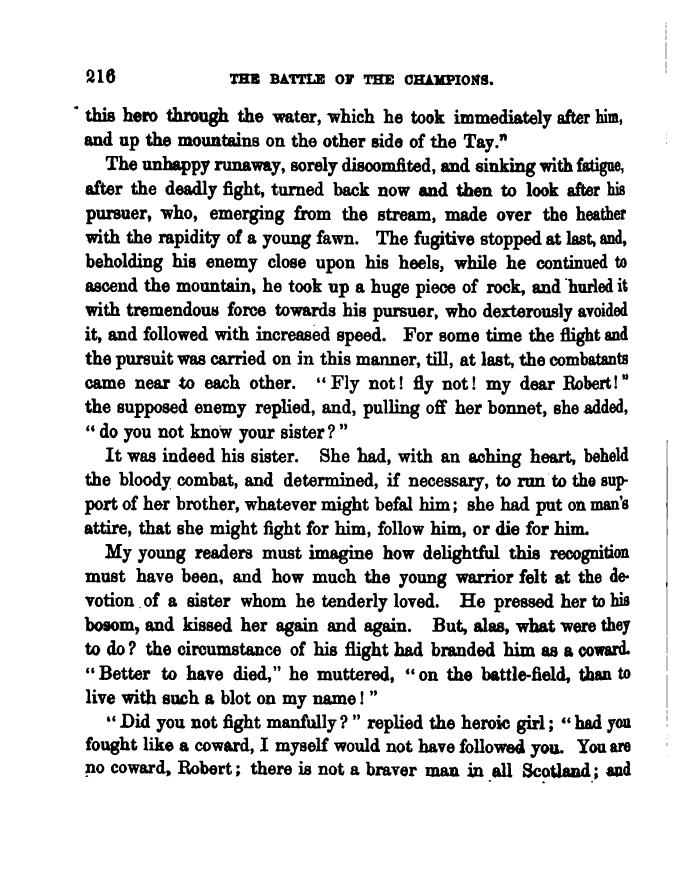 216 THE BATTLE OF THE CHAMPIONS.
this hero through the water, which he took immediately after him,
and up the mountains on the other side of the Tay."
The unhappy runaway, sorely discomfited, and sinking with fatigue,
after the deadly fight, turned back now and then to look after his
pursuer, who, emerging from the stream, made over the heather
with the rapidity of a young fawn. The fugitive stopped at last, and,
beholding his enemy close upon his heels, while he continued to
ascend the mountain, he took up a huge piece of rock, and hurled it
with tremendous force towards his pursuer, who dexterously avoided
it, and followed with increased speed. For some time the flight and
the pursuit was carried on in this manner, till, at last, the combatants
came near to each other. "Fly not! fly not! my dear Robert!"
the supposed enemy replied, and, pulling off her bonnet, she added,
"do you not know your sister?"
It was indeed his sister. She had, with an aching heart, beheld
the bloody combat, and determined, if necessary, to run to the sup-
port of her brother, whatever might befal him; she had put on man's
attire, that she might fight for him, follow him, or die for him.
My young readers must imagine how delightful this recognition
must have been, and how much the young warrior felt at the de-
votion of a sister whom he tenderly loved. He pressed her to his
bosom, and kissed her again and again. But, alas, what were they
to do? the circumstance of his flight had branded him as a coward.
"Better to have died," he muttered, "on the battle-field, than to
live with such a blot on my name!"
"Did you not fight manfully?" replied the heroic girl; "had you
fought like a coward, I myself would not have followed you. You are
no coward, Robert; there is not a braver man in all Scotland; and